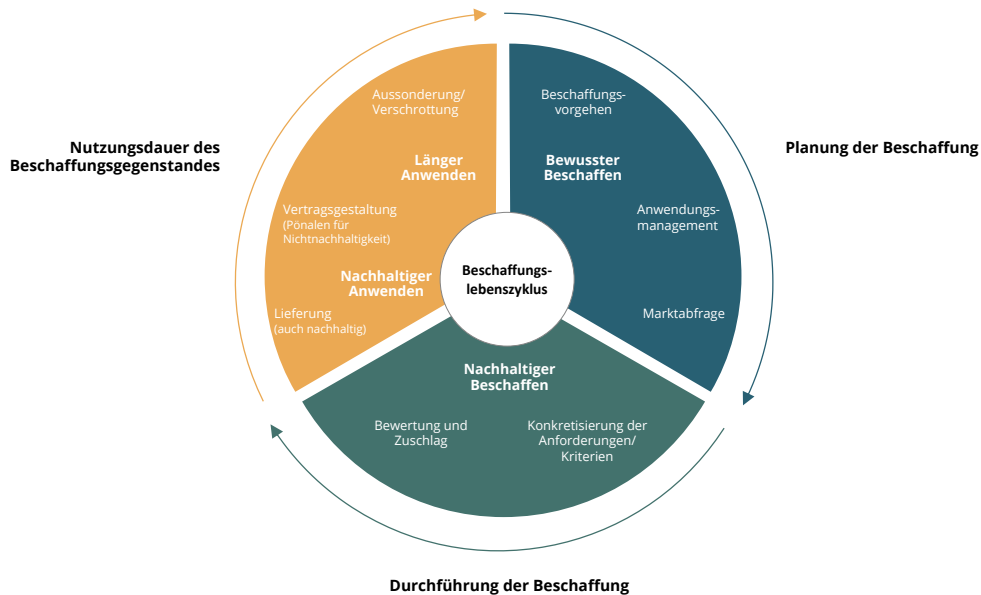 Nutzungsdauer des
Beschaffungsgegenstandes
Aussonderung/
Verschrottung
Länger
Anwenden
Vertragsgestaltung
(Pönalen für
Nichtnachhaltigkeit)
Nachhaltiger
Anwenden
Lieferung
(auch nachhaltig)
Beschaffungs-
vorgehen
Bewusster
Beschaffen
Anwendungs-
management
Marktabfrage
Planung der Beschaffung
Beschaffungs-
lebenszyklus
Nachhaltiger
Beschaffen
Bewertung und
Zuschlag
Konkretisierung der
Anforderungen/
Kriterien
Durchführung der Beschaffung